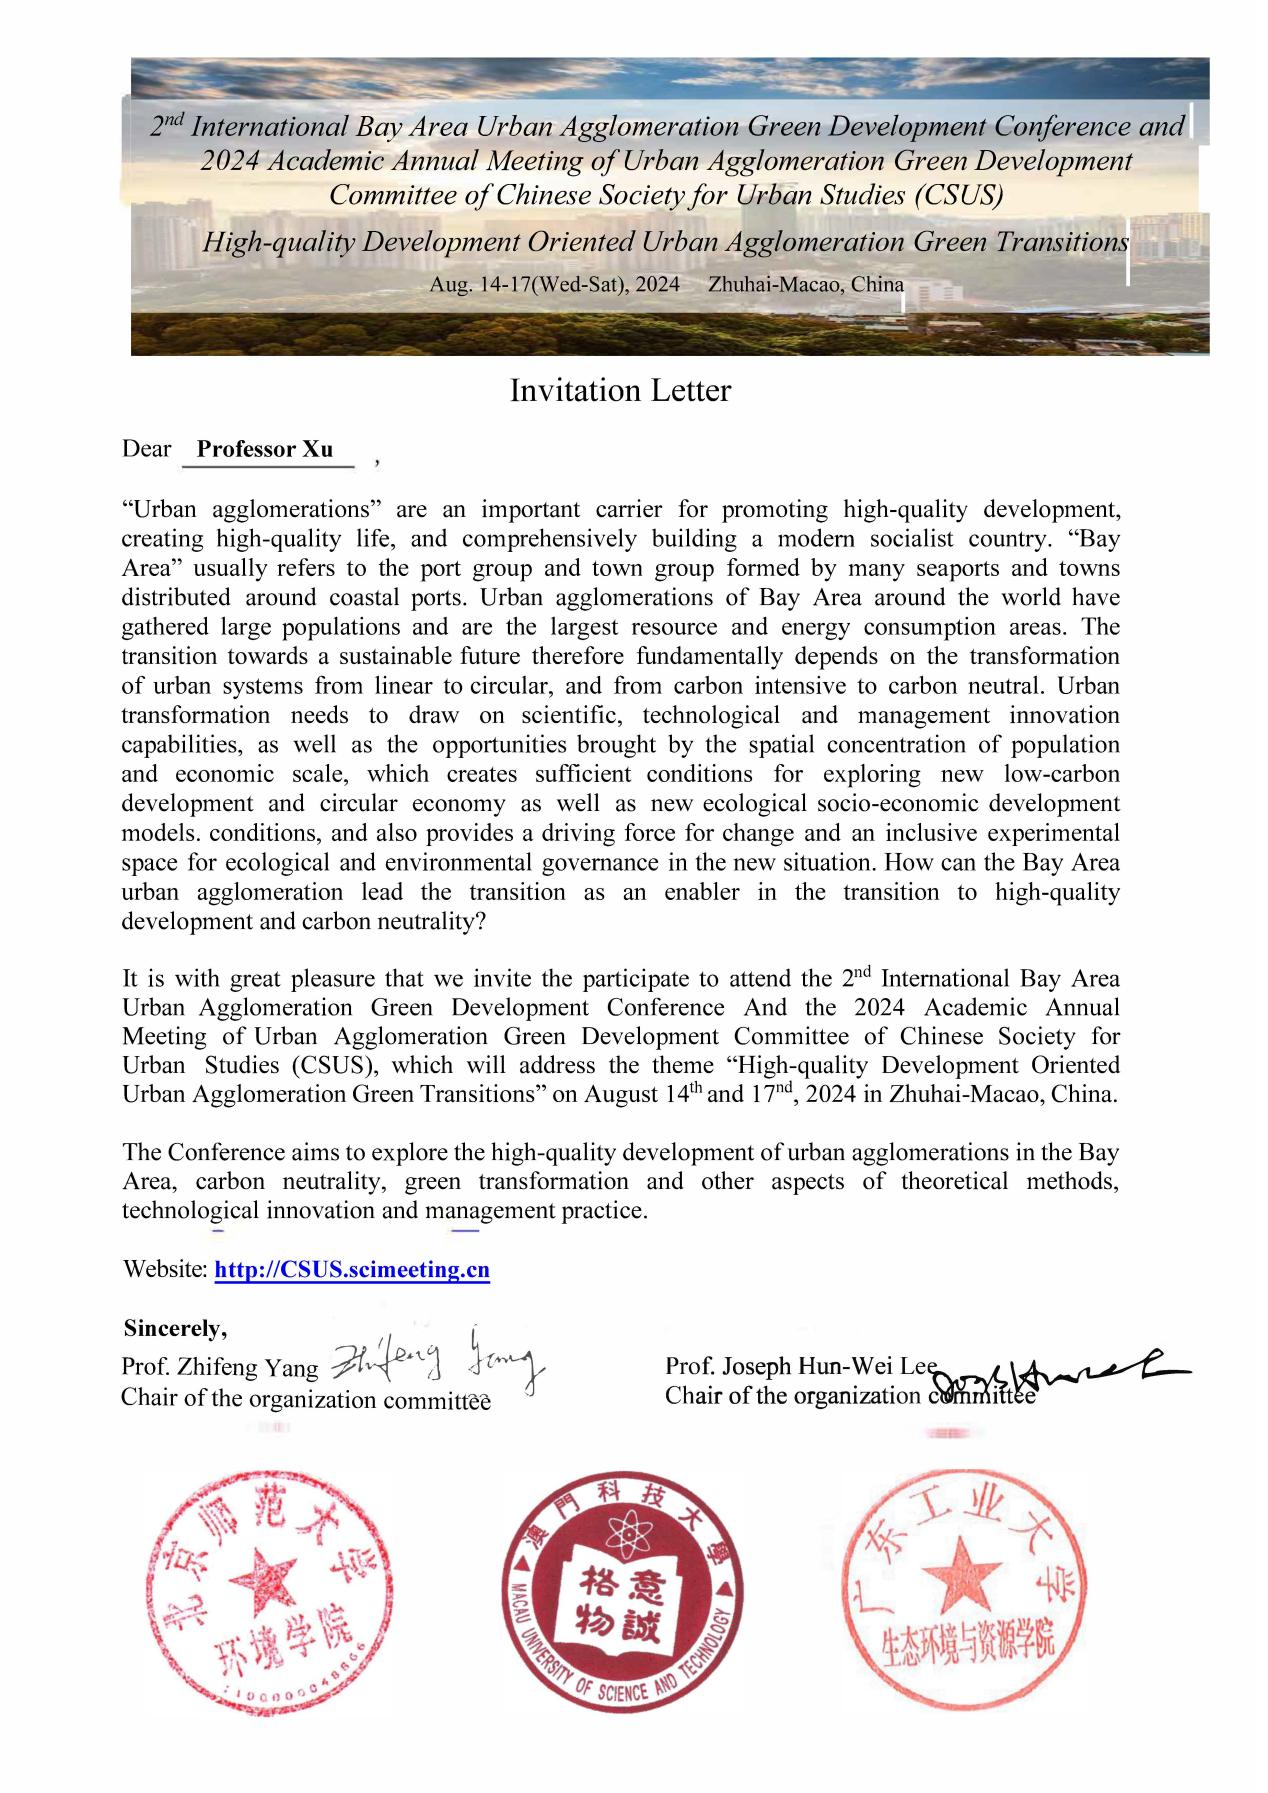 2nd International Bay Area Urban Agglomeration Green Development Conference and
2024 Academic Annual Meeting of Urban Agglomeration Green Development
Committee of Chinese Society for Urban Studies (CSUS)
High-quality Development Oriented Urban Agglomeration Green Transitions
Aug. 14-17(Wed-Sat), 2024 Zhuhai-Macao, China
Invitation Letter
Dear Professor Xu ,
“Urban agglomerations” are an important carrier for promoting high-quality development,
creating high-quality life, and comprehensively building a modern socialist country. “Bay
Area” usually refers to the port group and town group formed by many seaports and towns
distributed around coastal ports. Urban agglomerations of Bay Area around the world have
gathered large populations and are the largest resource and energy consumption areas. The
transition towards a sustainable future therefore fundamentally depends on the transformation
of urban systems from linear to circular, and from carbon intensive to carbon neutral. Urban
transformation needs to draw on scientific, technological and management innovation
capabilities, as well as the opportunities brought by the spatial concentration of population
and economic scale, which creates sufficient conditions for exploring new low-carbon
development and circular economy as well as new ecological socio-economic development
models. conditions, and also provides a driving force for change and an inclusive experimental
space for ecological and environmental governance in the new situation. How can the Bay Area
urban agglomeration lead the transition as an enabler in the transition to high-quality
development and carbon neutrality?
It is with great pleasure that we invite the participate to attend the 2nd International Bay Area
Urban Agglomeration Green Development Conference And the 2024 Academic Annual
Meeting of Urban Agglomeration Green Development Committee of Chinese Society for
Urban Studies (CSUS), which will address the theme “High-quality Development Oriented
Urban Agglomeration Green Transitions” on August 14th and 17nd, 2024 in Zhuhai-Macao, China.
The Conference aims to explore the high-quality development of urban agglomerations in the Bay
Area, carbon neutrality, green transformation and other aspects of theoretical methods,
technological innovation and management practice.
Website: http://CSUS.scimeeting.cn
Sincerely,
Prof. Zhifeng Yang Zhifeng Yang
Chair of the organization committee
Prof. Joseph Hun-Wei Lee
Chair of the organization committee
北京师范大学
环境学院
澳門科技大學
意誠
格物
MACAU UNIVERSITY OF SCIENCE AND TECHNOLOGY
广东工业大学
生态环境与资源学院